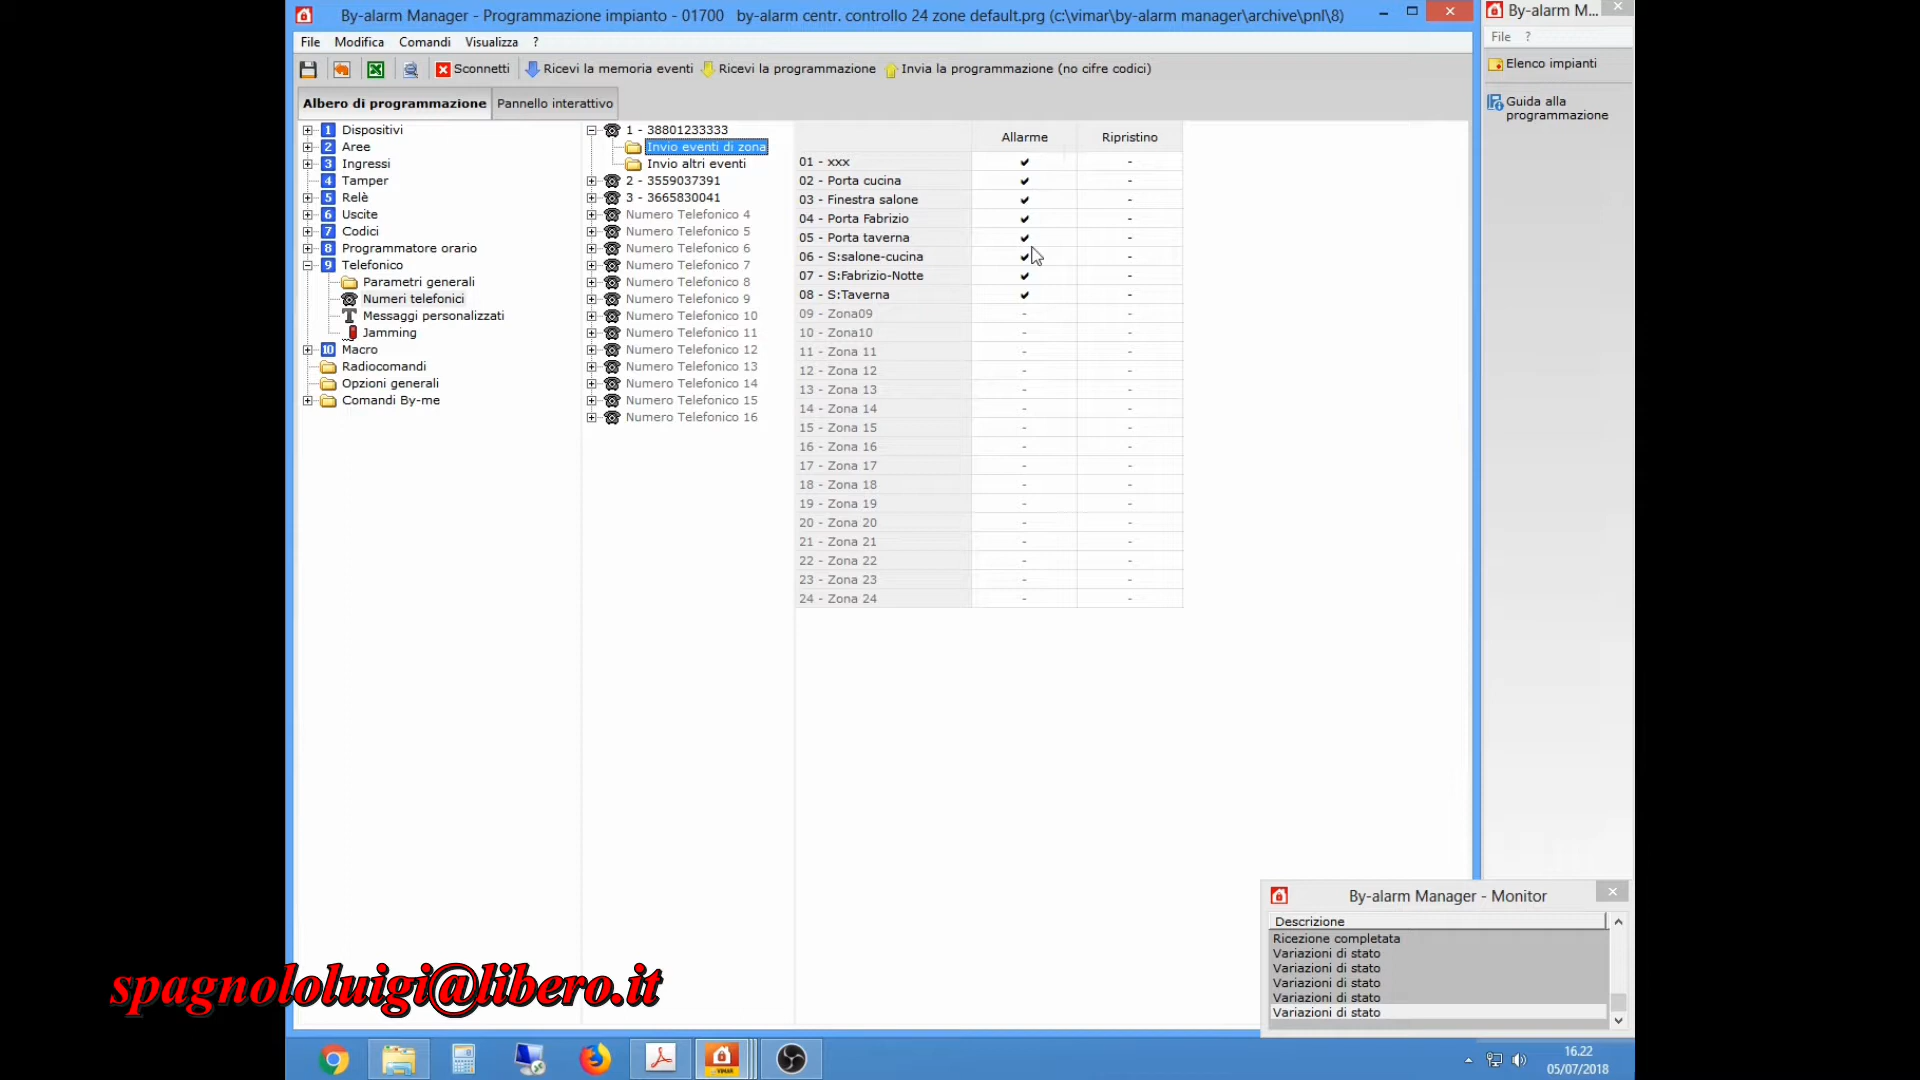 By-alarm Manager - Programmazione impianto - 01700   by-alarm centr. controllo 24 zone default.prg (c:\vimar\by-alarm manager\archive\pnl\8)
By-alarm M...
File Modifica Comandi Visualizza ?
File ?
Sconnetti Ricevi la memoria eventi Ricevi la programmazione Invia la programmazione (no cifre codici)
Elenco impianti
Guida alla
programmazione
Albero di programmazione Pannello interattivo
1 Dispositivi
2 Aree
3 Ingressi
4 Tamper
5 Relè
6 Uscite
7 Codici
8 Programmatore orario
9 Telefonico
Parametri generali
Numeri telefonici
Messaggi personalizzati
Jamming
10 Macro
Radiocomandi
Opzioni generali
Comandi By-me
1 - 38801233333
Invio eventi di zona
Invio altri eventi
2 - 3559037391
3 - 3665830041
Numero Telefonico 4
Numero Telefonico 5
Numero Telefonico 6
Numero Telefonico 7
Numero Telefonico 8
Numero Telefonico 9
Numero Telefonico 10
Numero Telefonico 11
Numero Telefonico 12
Numero Telefonico 13
Numero Telefonico 14
Numero Telefonico 15
Numero Telefonico 16
Allarme Ripristino
01 - xxx ✔ -
02 - Porta cucina ✔ -
03 - Finestra salone ✔ -
04 - Porta Fabrizio ✔ -
05 - Porta taverna ✔ -
06 - S:salone-cucina ✔ -
07 - S:Fabrizio-Notte ✔ -
08 - S:Taverna ✔ -
09 - Zona09 - -
10 - Zona10 - -
11 - Zona 11 - -
12 - Zona 12 - -
13 - Zona 13 - -
14 - Zona 14 - -
15 - Zona 15 - -
16 - Zona 16 - -
17 - Zona 17 - -
18 - Zona 18 - -
19 - Zona 19 - -
20 - Zona 20 - -
21 - Zona 21 - -
22 - Zona 22 - -
23 - Zona 23 - -
24 - Zona 24 - -
By-alarm Manager - Monitor
Descrizione
Ricezione completata
Variazioni di stato
Variazioni di stato
Variazioni di stato
Variazioni di stato
Variazioni di stato
spagnololuigi@libero.it
VIMAR
16.22
05/07/2018